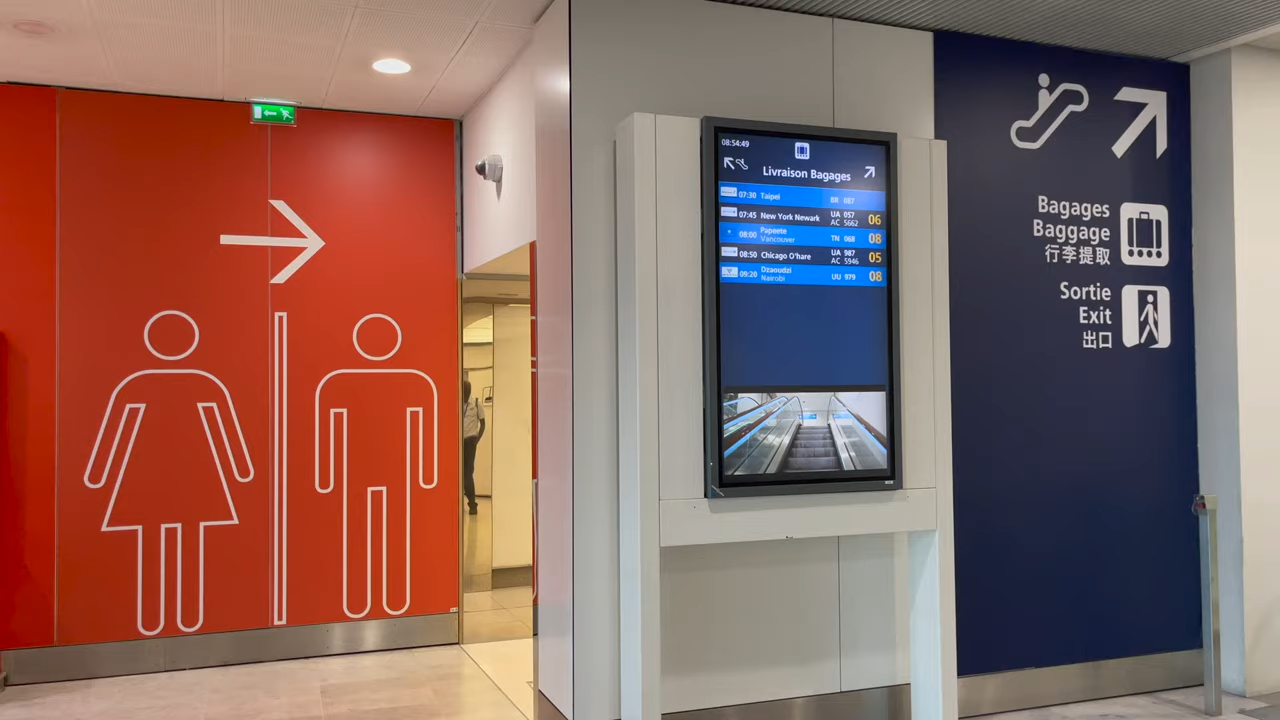 08:54:49
Livraison Bagages
07:30 Taipei BR 087
07:45 New York Newark UA 057 06
AC 5662
08:00 Papeete TN 068 08
Vancouver
08:50 Chicago O'hare UA 987 05
AC 5946
09:20 Dzaoudzi UU 979 08
Nairobi
Bagages
Baggage
行李提取
Sortie
Exit
出口